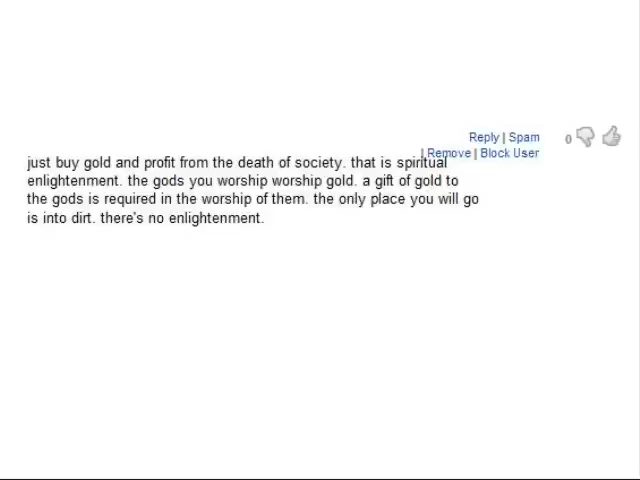 Reply | Spam 0
| Remove | Block User
just buy gold and profit from the death of society. that is spiritual
enlightenment. the gods you worship worship gold. a gift of gold to
the gods is required in the worship of them. the only place you will go
is into dirt. there's no enlightenment.